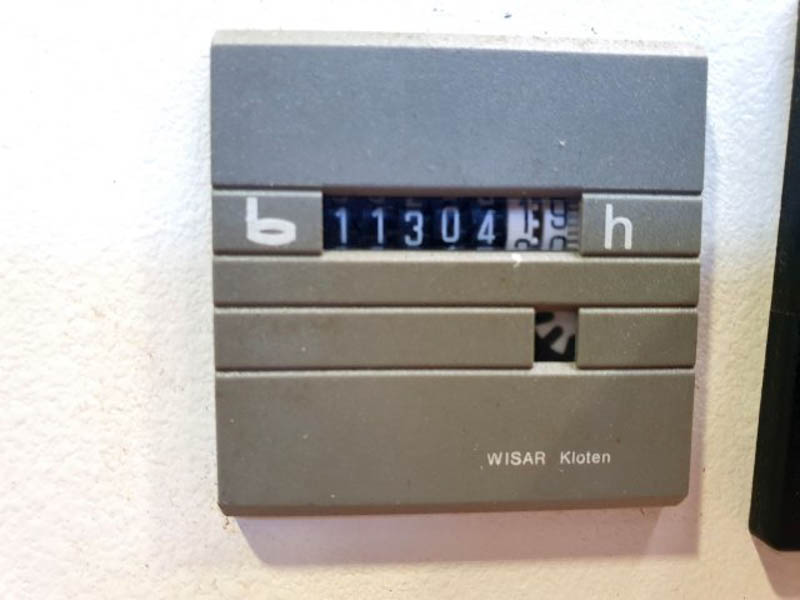 b 11304 h
WISAR Kloten